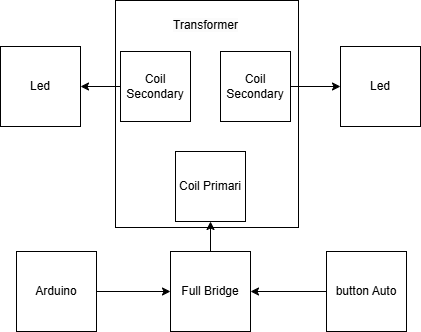 Transformer
Led
Coil
Secondary
Coil
Secondary
Led
Coil Primari
Arduino
Full Bridge
button Auto